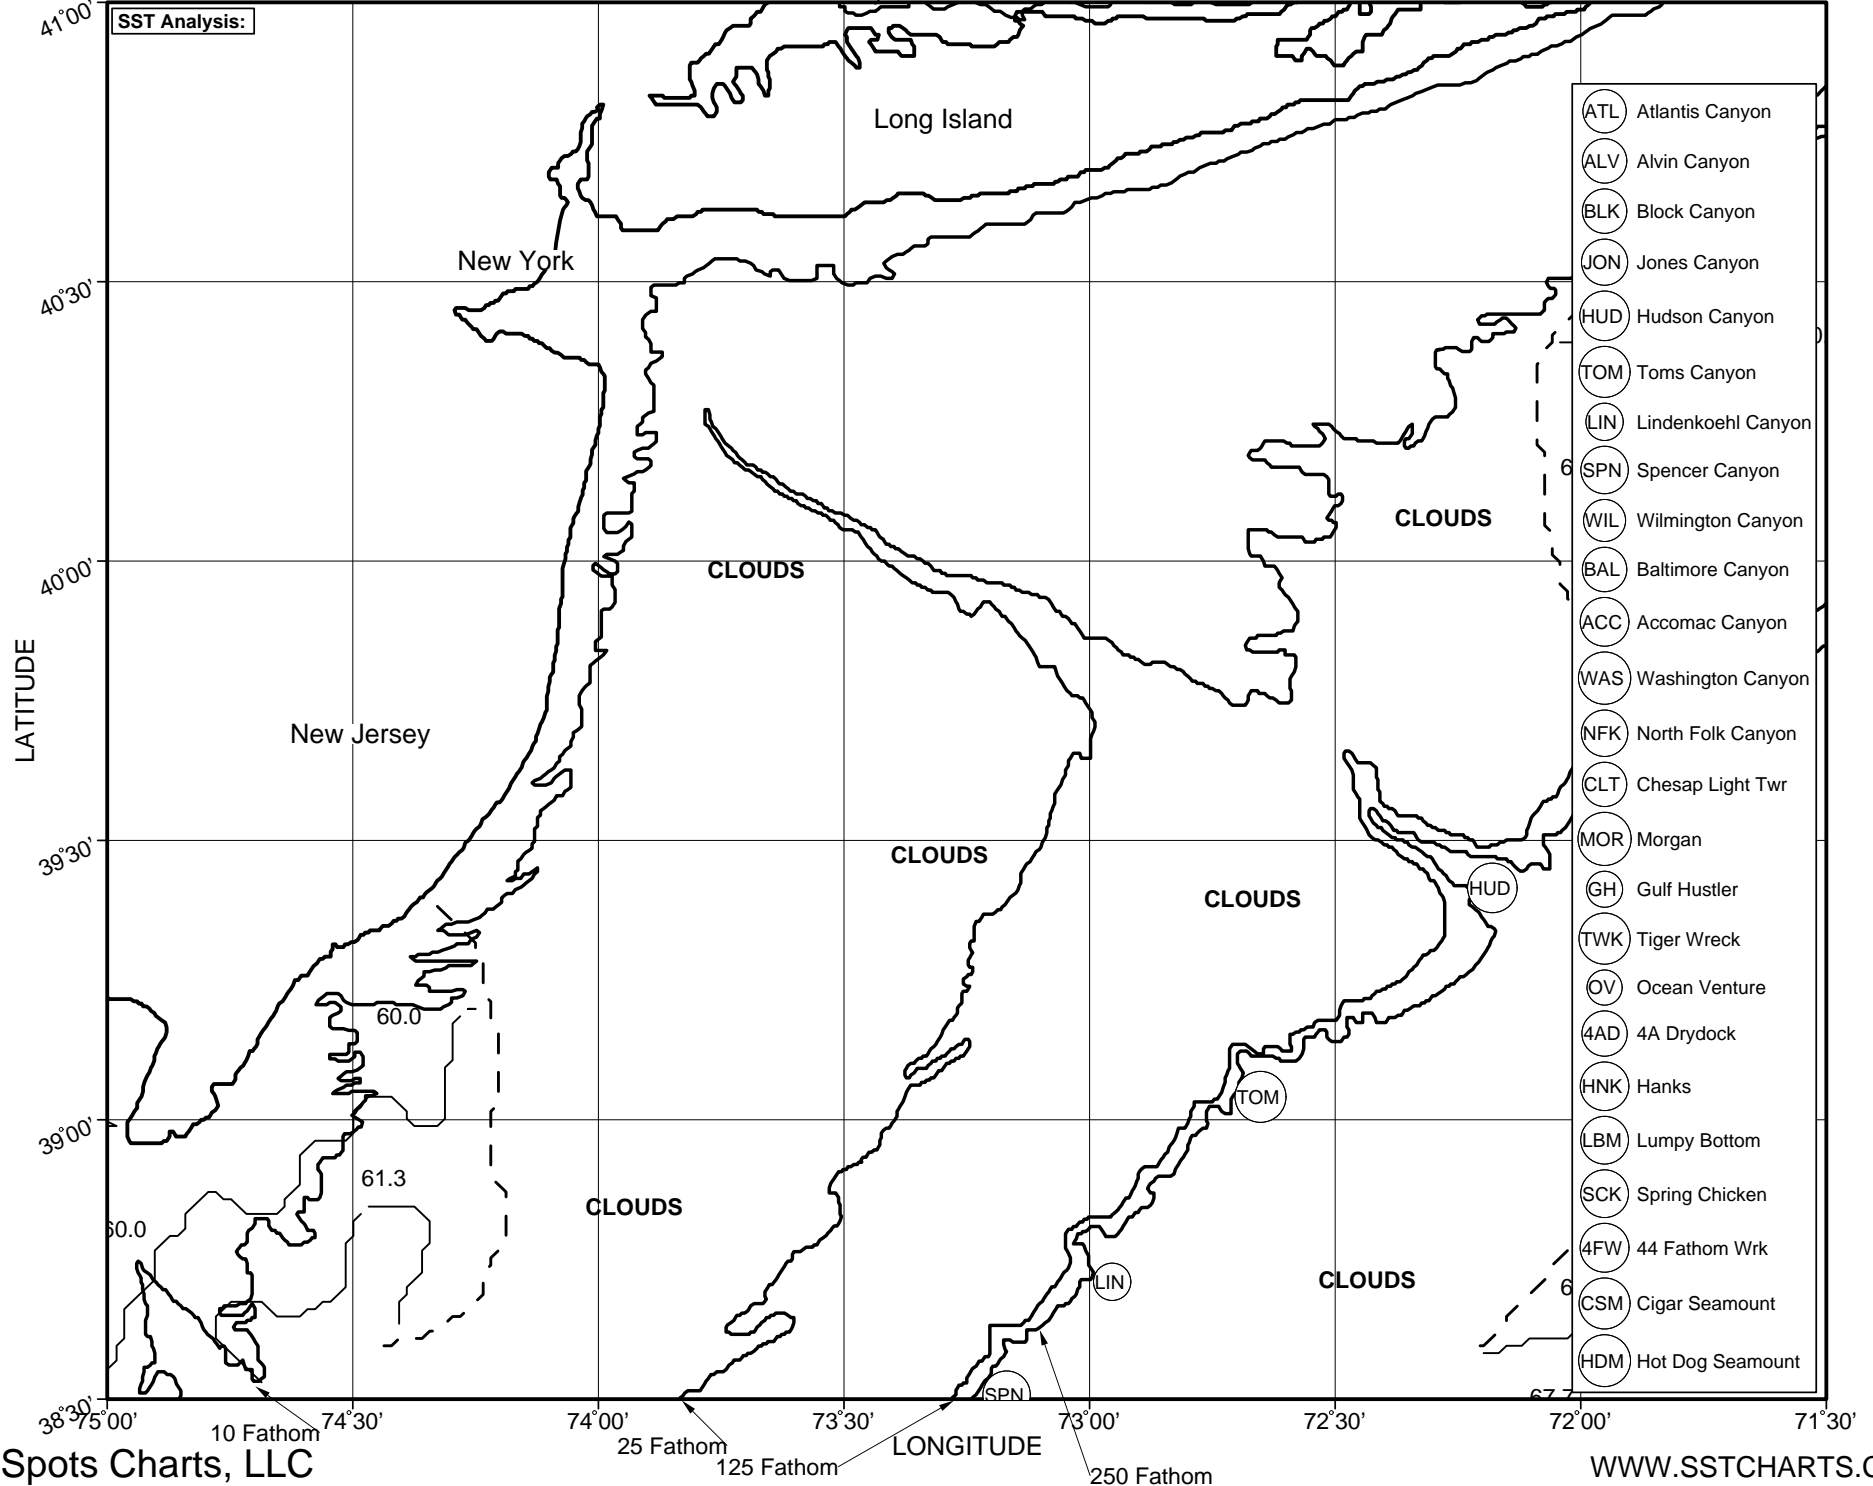 41°00'
SST Analysis:
Long Island
ATL Atlantis Canyon
ALV Alvin Canyon
BLK Block Canyon
New York
JON Jones Canyon
40°30'
HUD Hudson Canyon
TOM Toms Canyon
LIN Lindenkoehl Canyon
SPN Spencer Canyon
CLOUDS
WIL Wilmington Canyon
40°00'
CLOUDS
BAL Baltimore Canyon
ACC Accomac Canyon
LATITUDE
WAS Washington Canyon
New Jersey
NFK North Folk Canyon
CLT Chesap Light Twr
39°30'
MOR Morgan
CLOUDS
HUD
GH Gulf Hustler
CLOUDS
TWK Tiger Wreck
OV Ocean Venture
60.0
4AD 4A Drydock
TOM
HNK Hanks
39°00'
LBM Lumpy Bottom
61.3
SCK Spring Chicken
CLOUDS
60.0
4FW 44 Fathom Wrk
LIN
CLOUDS
CSM Cigar Seamount
HDM Hot Dog Seamount
SPN
67.7
38°30'
75°00' 74°30' 74°00' 73°30' 73°00' 72°30' 72°00' 71°30'
10 Fathom
25 Fathom
LONGITUDE
125 Fathom
250 Fathom
Spots Charts, LLC
WWW.SSTCHARTS.C